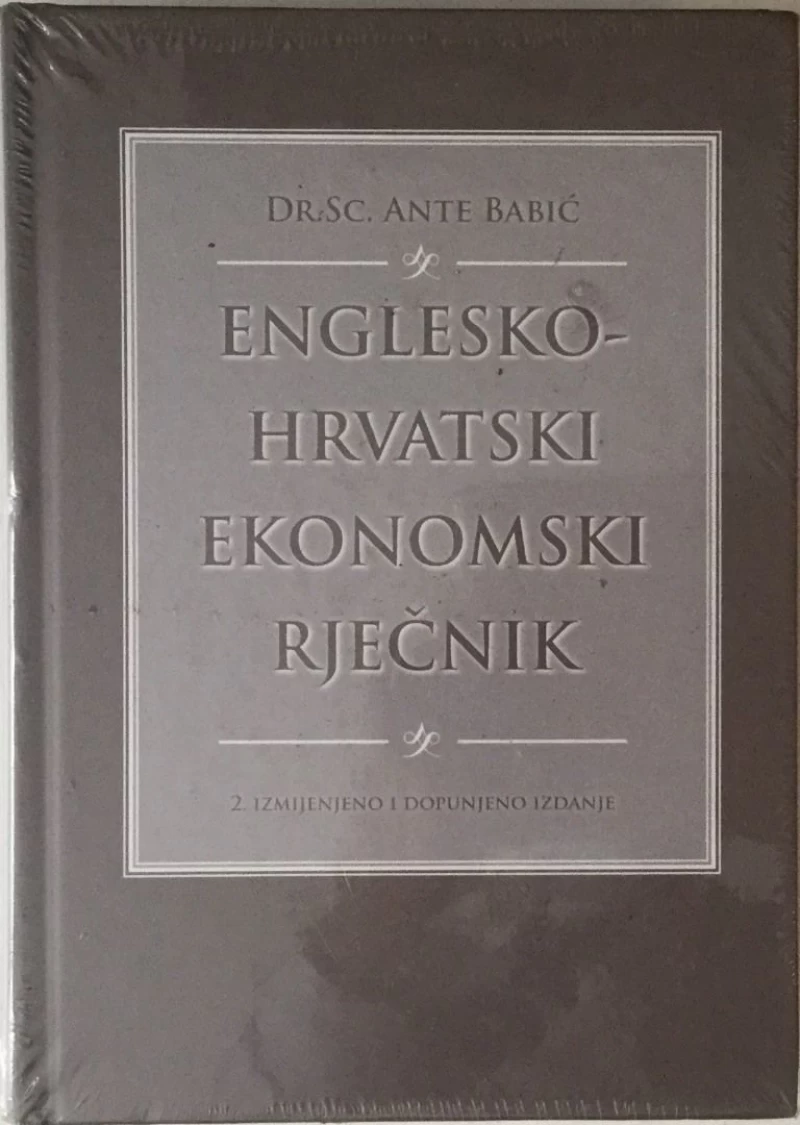 DR.SC. ANTE BABIĆ
ENGLESKO-
HRVATSKI
EKONOMSKI
RJEČNIK
2. IZMIJENJENO I DOPUNJENO IZDANJE